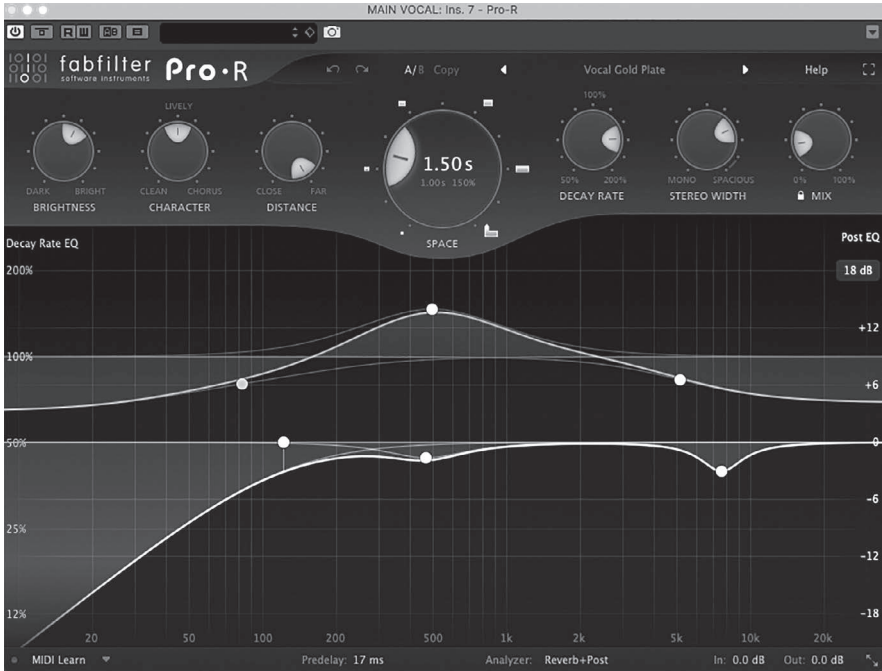 MAIN VOCAL: Ins. 7 - Pro-R
fabfilter
software instruments
Pro·R
A/B Copy
Vocal Gold Plate
Help
LIVELY
100%
DARK BRIGHT
BRIGHTNESS
CLEAN CHORUS
CHARACTER
CLOSE FAR
DISTANCE
1.50s
1.00s 150%
SPACE
50% 200%
DECAY RATE
MONO SPACIOUS
STEREO WIDTH
0% 100%
MIX
Decay Rate EQ
Post EQ
200%
18 dB
+12
100%
+6
50%
0
-6
25%
-12
12%
-18
20 50 100 200 500 1k 2k 5k 10k 20k
MIDI Learn
Predelay: 17 ms
Analyzer: Reverb+Post
In: 0.0 dB Out: 0.0 dB